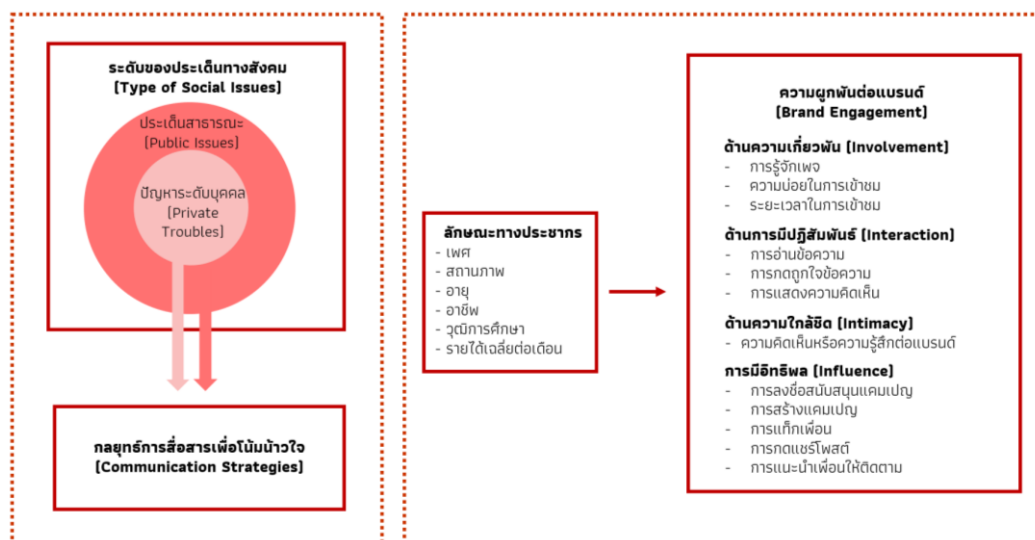 ระดับของประเด็นทางสังคม
(Type of Social Issues)
ประเด็นสาธารณะ
(Public Issues)
ปัญหาระดับบุคคล
(Private
Troubles)
กลยุทธ์การสื่อสารเพื่อโน้มน้าวใจ
(Communication Strategies)
ลักษณะทางประชากร
- เพศ
- สถานภาพ
- อายุ
- อาชีพ
- วุฒิการศึกษา
- รายได้เฉลี่ยต่อเดือน
ความผูกพันต่อแบรนด์
(Brand Engagement)
ด้านความเกี่ยวพัน (Involvement)
- การรู้จักเพจ
- ความบ่อยในการเข้าชม
- ระยะเวลาในการเข้าชม
ด้านการมีปฏิสัมพันธ์ (Interaction)
- การอ่านข้อความ
- การกดถูกใจข้อความ
- การแสดงความคิดเห็น
ด้านความใกล้ชิด (Intimacy)
- ความคิดเห็นหรือความรู้สึกต่อแบรนด์
การมีอิทธิพล (Influence)
- การลงชื่อสนับสนุนแคมเปญ
- การสร้างแคมเปญ
- การแท็กเพื่อน
- การกดแชร์โพสต์
- การแนะนำเพื่อนให้ติดตาม